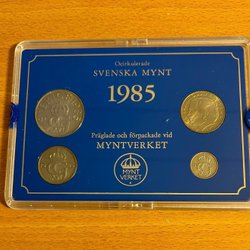 Ocirkulerade
SVENSKA MYNT
1985
Präglade och förpackade vid
MYNTVERKET
MYNT
VERKET